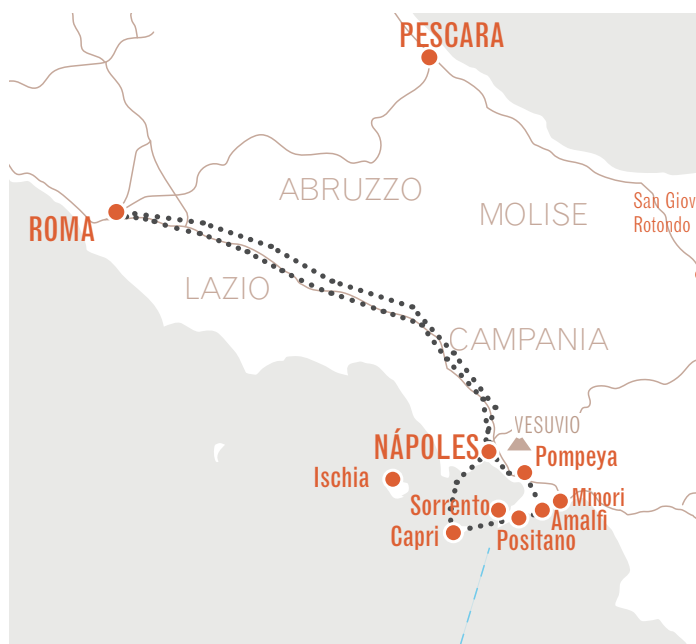 PESCARA
ABRUZZO
MOLISE
San Giov
Rotondo
ROMA
LAZIO
CAMPANIA
VESUVIO
NÁPOLES
Pompeya
Ischia
Minori
Sorrento
Amalfi
Capri
Positano